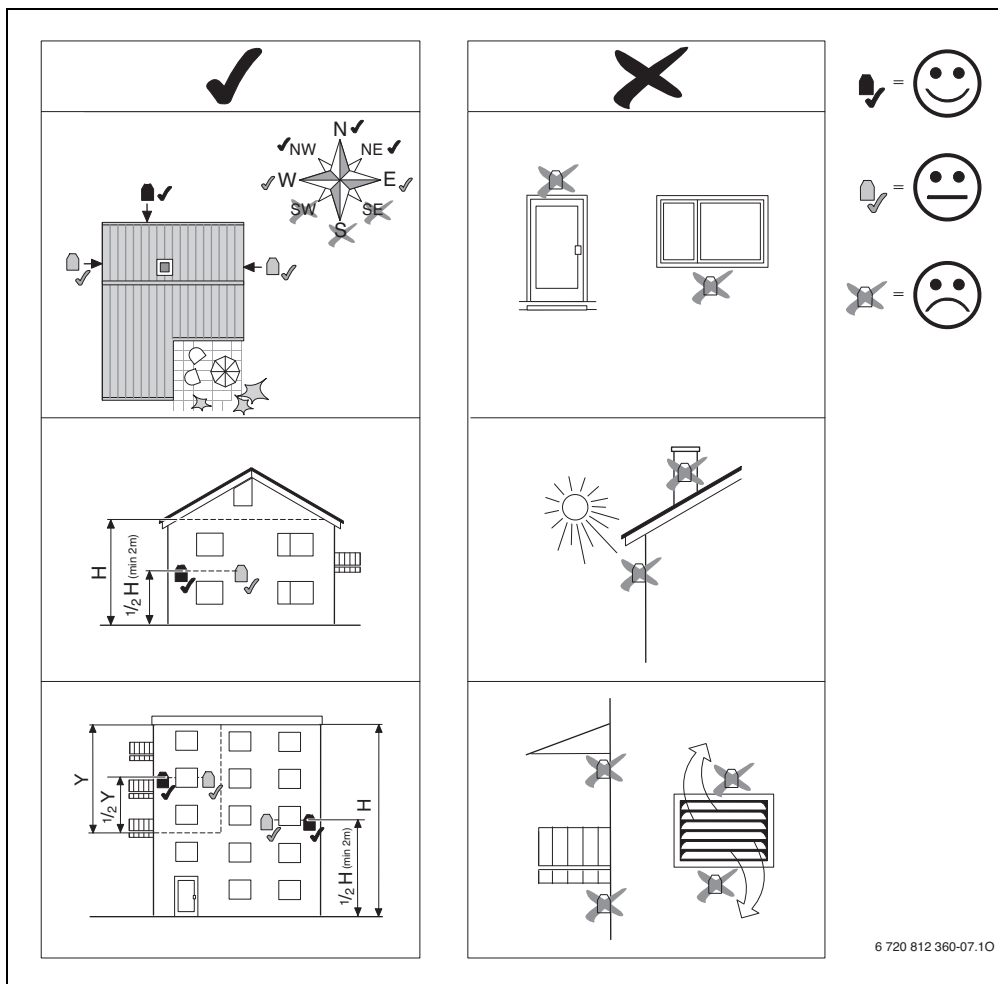 N
NW NE
W E
SW SE
S
=
=
=
H
1/2 H (min 2m)
Y
1/2 Y
1/2 H (min 2m)
H
6 720 812 360-07.1O